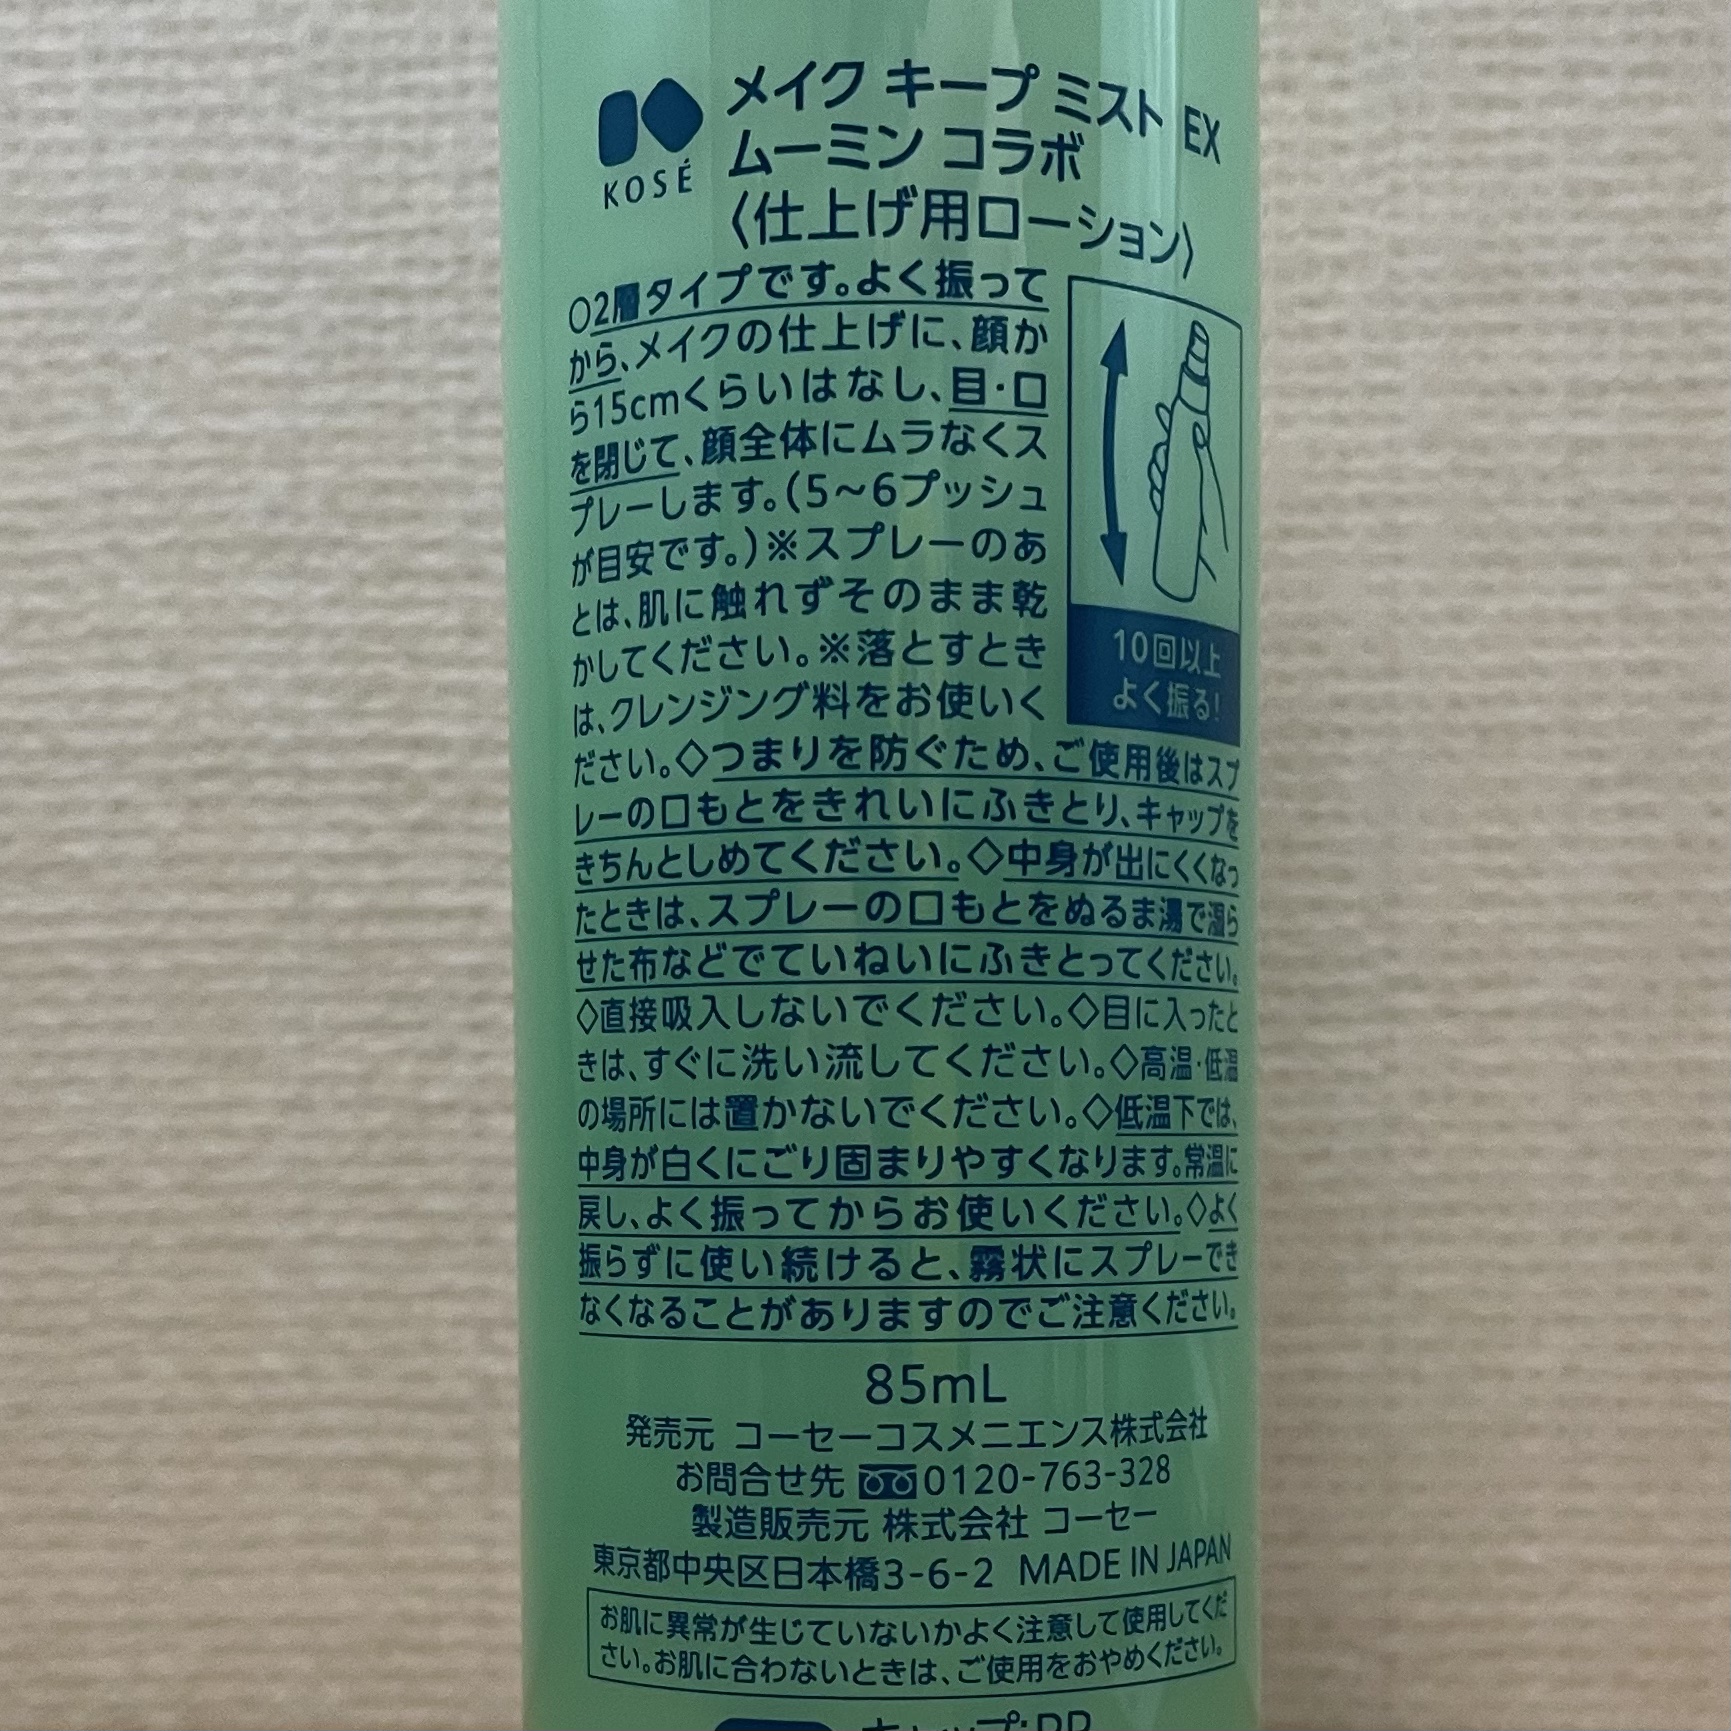 KOSÉ
メイク キープ ミスト EX
ムーミン コラボ
〈仕上げ用ローション〉
○2層タイプです。よく振って
から、メイクの仕上げに、顔か
ら15cmくらいはなし、目・口
を閉じて、顔全体にムラなくス
プレーします。(5~6プッシュ
が目安です。)※スプレーのあ
とは、肌に触れずそのまま乾
かしてください。※落とすとき
は、クレンジング料をお使いく
ださい。◇つまりを防ぐため、ご使用後はスプ
レーの口もとをきれいにふきとり、キャップを
きちんとしめてください。◇中身が出にくくなっ
たときは、スプレーの口もとをぬるま湯で湿ら
せた布などでていねいにふきとってください。
◇直接吸入しないでください。◇目に入ったと
きは、すぐに洗い流してください。◇高温・低温
の場所には置かないでください。◇低温下では、
中身が白くにごり固まりやすくなります。常温に
戻し、よく振ってからお使いください。◇よく
振らずに使い続けると、霧状にスプレーでき
なくなることがありますのでご注意ください。
10回以上
よく振る!
85mL
発売元 コーセーコスメニエンス株式会社
お問合せ先 0120-763-328
製造販売元 株式会社 コーセー
東京都中央区日本橋3-6-2 MADE IN JAPAN
お肌に異常が生じていないかよく注意して使用してくだ
さい。お肌に合わないときは、ご使用をおやめください。
キャップ:PP